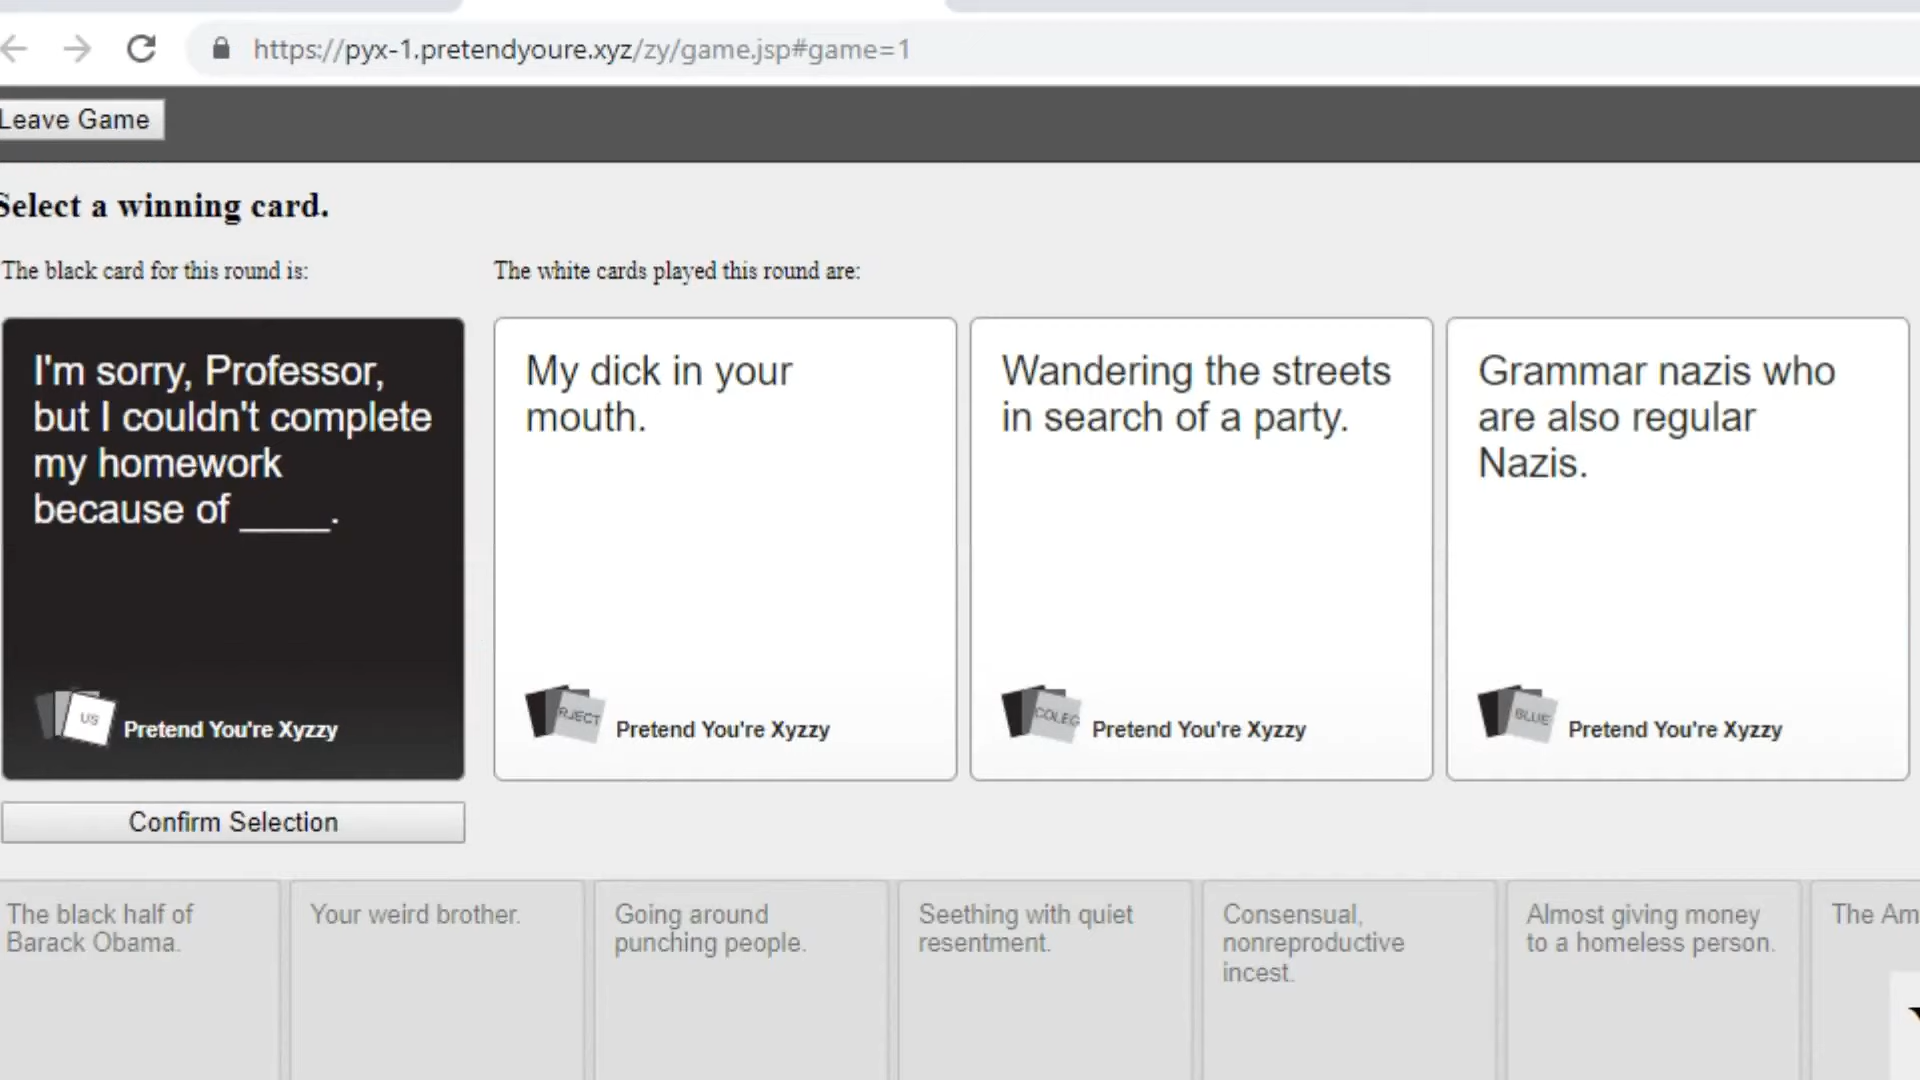 https://pyx-1.pretendyoure.xyz/zy/game.jsp#game=1
Leave Game
Select a winning card.
The black card for this round is:
The white cards played this round are:
I'm sorry, Professor,
but I couldn't complete
my homework
because of ____.
US
Pretend You're Xyzzy
My dick in your
mouth.
RJECT
Pretend You're Xyzzy
Wandering the streets
in search of a party.
COLEG
Pretend You're Xyzzy
Grammar nazis who
are also regular
Nazis.
BLUE
Pretend You're Xyzzy
Confirm Selection
The black half of
Barack Obama.
Your weird brother.
Going around
punching people.
Seething with quiet
resentment.
Consensual,
nonreproductive
incest.
Almost giving money
to a homeless person.
The Am